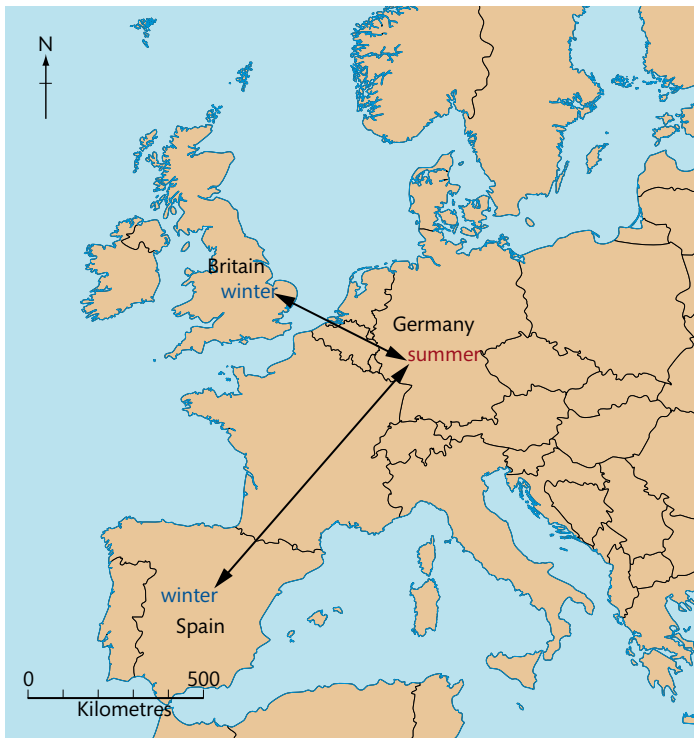 N
Britain
winter
Germany
summer
winter
Spain
0 500
Kilometres